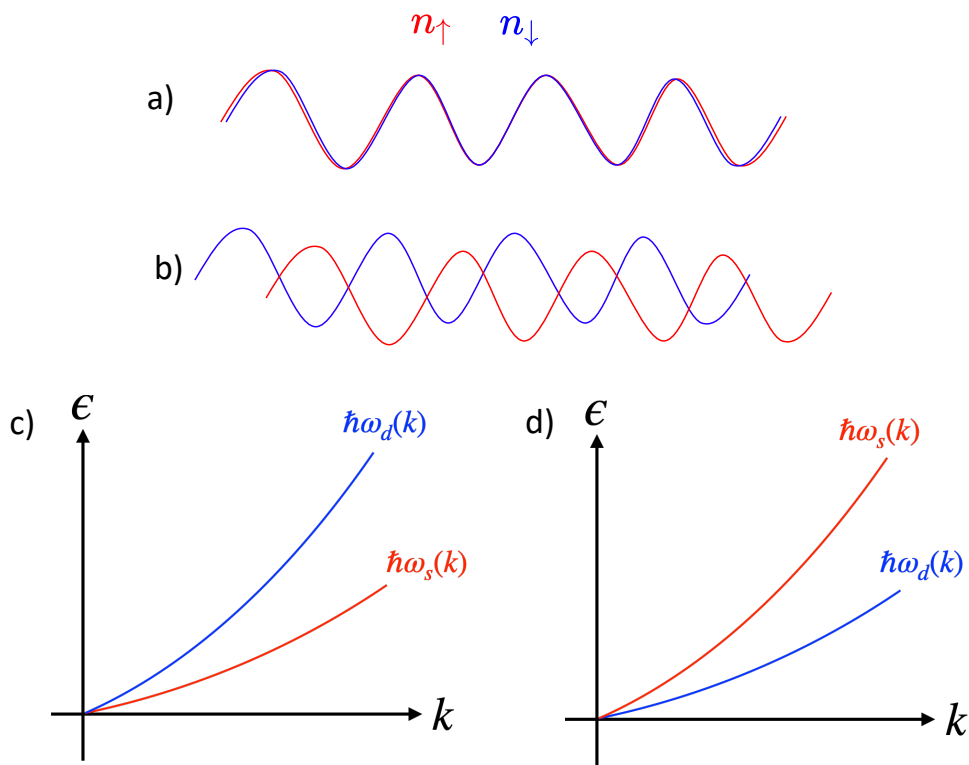 n↑ n↓
a)
b)
c) ϵ ℏω_d(k)
ℏω_s(k)
k
d) ϵ ℏω_s(k)
ℏω_d(k)
k